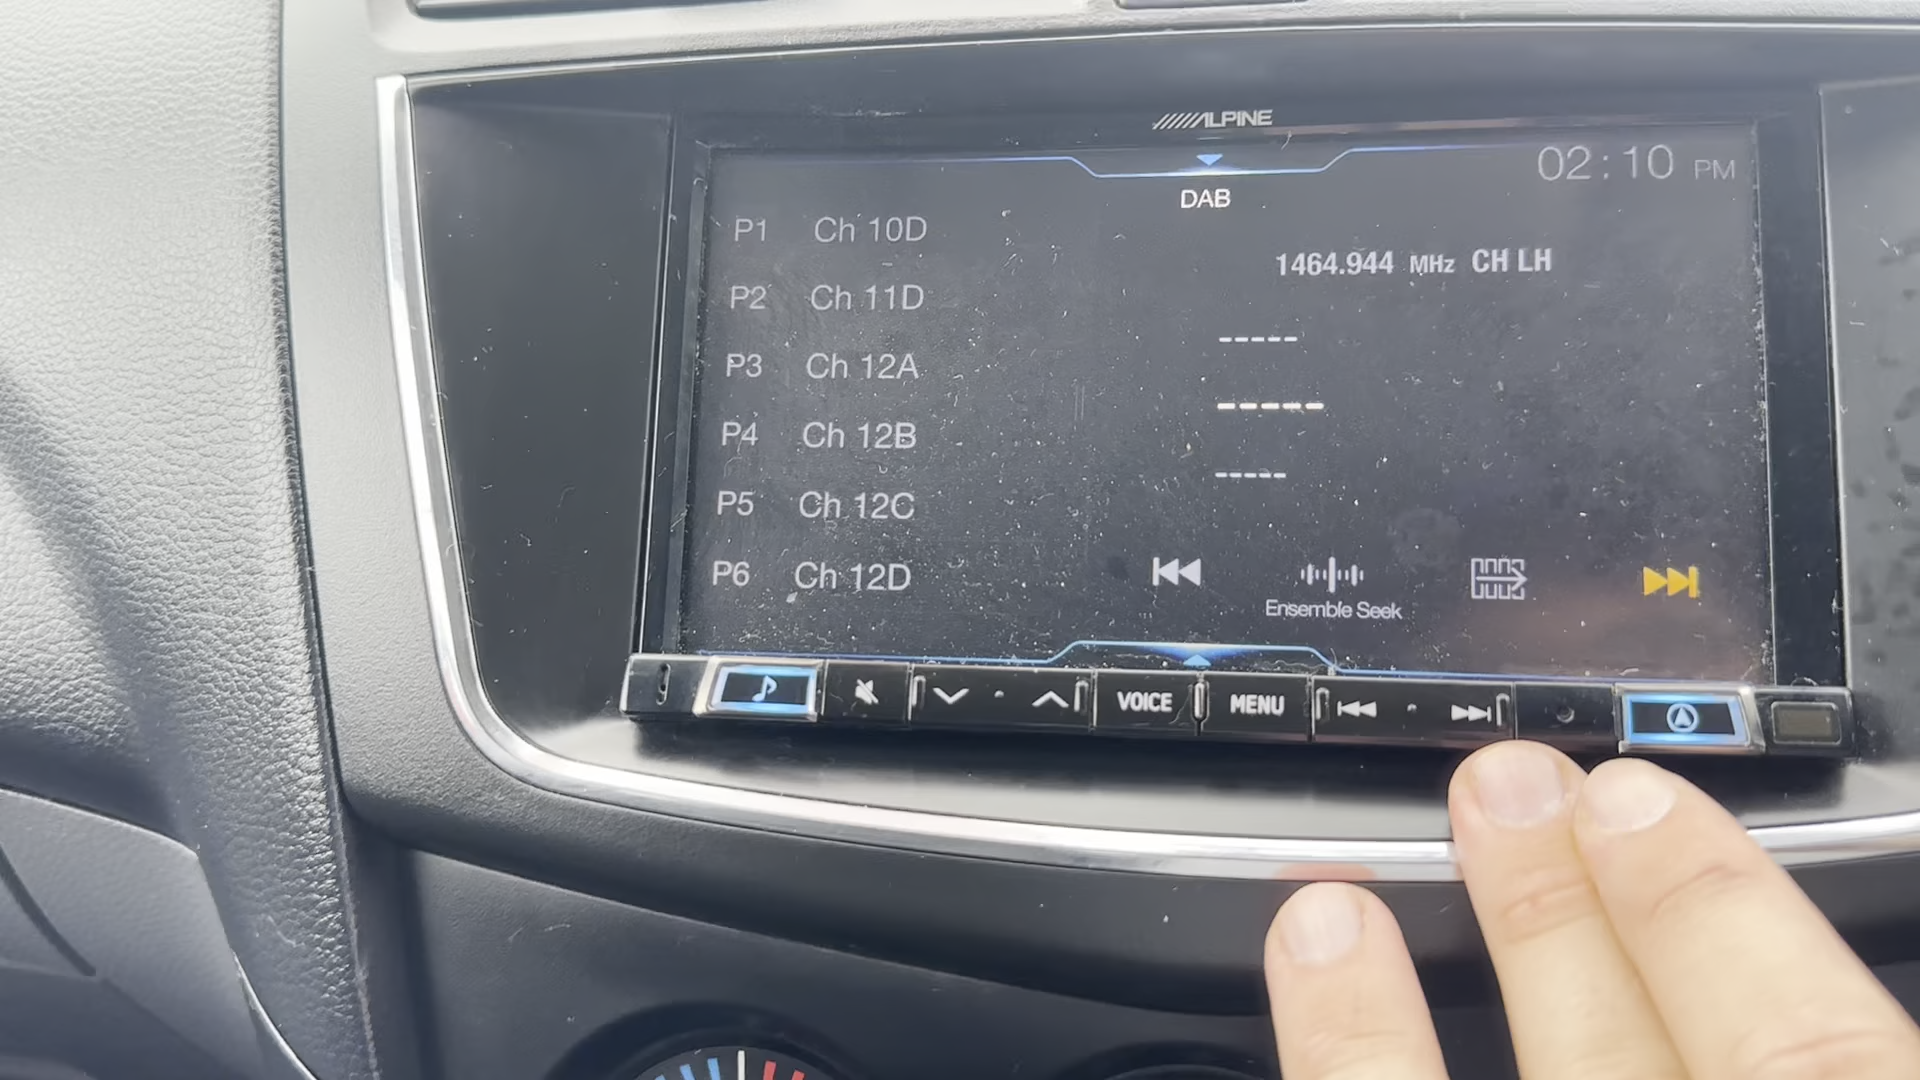 ALPINE
02:10 PM
DAB
P1 Ch 10D
1464.944 MHz CH LH
P2 Ch 11D
-----
P3 Ch 12A
-----
P4 Ch 12B
-----
P5 Ch 12C
P6 Ch 12D
Ensemble Seek
VOICE
MENU